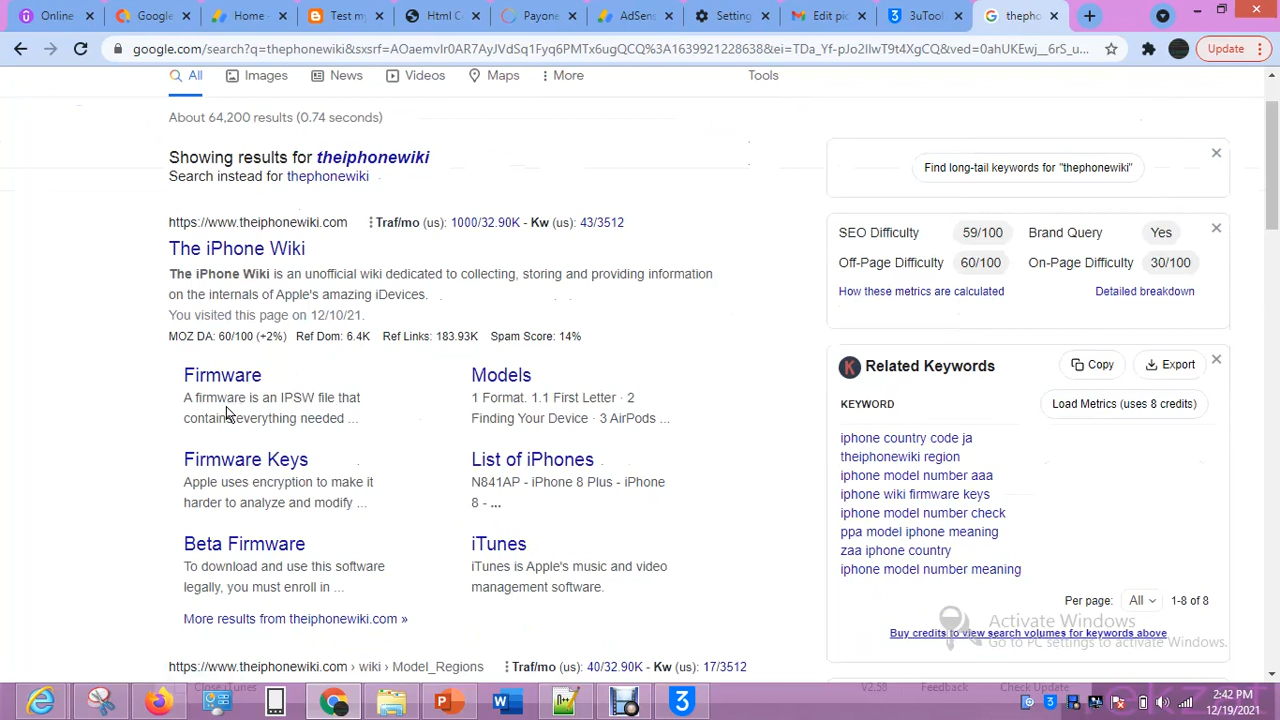 Online
Google
Home -
Test my
Html C
Payone
AdSens
Setting
Edit pic
3uTool
thepho
google.com/search?q=thephonewiki&sxsrf=AOaemvIr0AR7AyJVdSq1Fyq6PMTx6ugQCQ%3A1639991228638&ei=TDa_Yf-pJo2IlwT9t4XgCQ&ved=0ahUKEwj__6rS_u...
Update
All
Images
News
Videos
Maps
More
Tools
About 64,200 results (0.74 seconds)
Showing results for theiphonewiki
Search instead for thephonewiki
Find long-tail keywords for "thephonewiki"
https://www.theiphonewiki.com
Traf/mo (us): 1000/32.90K - Kw (us): 43/3512
The iPhone Wiki
The iPhone Wiki is an unofficial wiki dedicated to collecting, storing and providing information
on the internals of Apple's amazing iDevices.
You visited this page on 12/10/21.
MOZ DA: 60/100 (+2%) Ref Dom: 6.4K Ref Links: 183.93K Spam Score: 14%
SEO Difficulty 59/100 Brand Query Yes
Off-Page Difficulty 60/100 On-Page Difficulty 30/100
How these metrics are calculated
Detailed breakdown
Firmware
A firmware is an IPSW file that
contains everything needed ...
Models
1 Format. 1.1 First Letter · 2
Finding Your Device · 3 AirPods ...
Firmware Keys
Apple uses encryption to make it
harder to analyze and modify ...
List of iPhones
N841AP - iPhone 8 Plus - iPhone
8 - ...
Beta Firmware
To download and use this software
legally, you must enroll in ...
iTunes
iTunes is Apple's music and video
management software.
More results from theiphonewiki.com »
https://www.theiphonewiki.com › wiki › Model_Regions
Traf/mo (us): 40/32.90K - Kw (us): 17/3512
Related Keywords
Copy
Export
KEYWORD
Load Metrics (uses 8 credits)
iphone country code ja
theiphonewiki region
iphone model number aaa
iphone wiki firmware keys
iphone model number check
ppa model iphone meaning
zaa iphone country
iphone model number meaning
Per page: All 1-8 of 8
Buy credits to view search volumes for keywords above
Activate Windows
Go to PC settings to activate Windows.
Close iTunes
V2.58
Feedback
Check Update
2:42 PM
12/19/2021